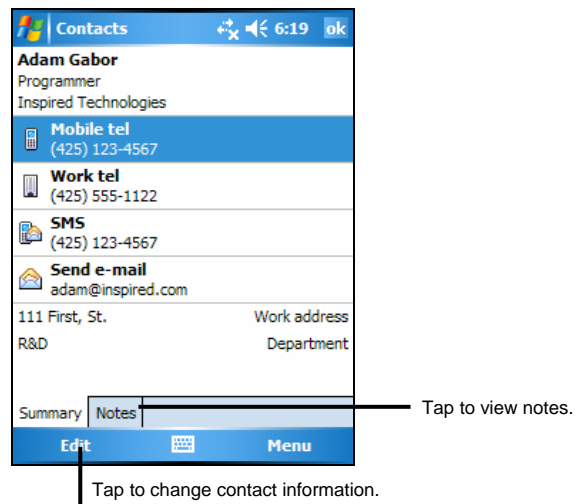 Contacts 6:19 ok
Adam Gabor
Programmer
Inspired Technologies
Mobile tel
(425) 123-4567
Work tel
(425) 555-1122
SMS
(425) 123-4567
Send e-mail
adam@inspired.com
111 First, St. Work address
R&D Department
Summary Notes
Tap to view notes.
Edit Menu
Tap to change contact information.